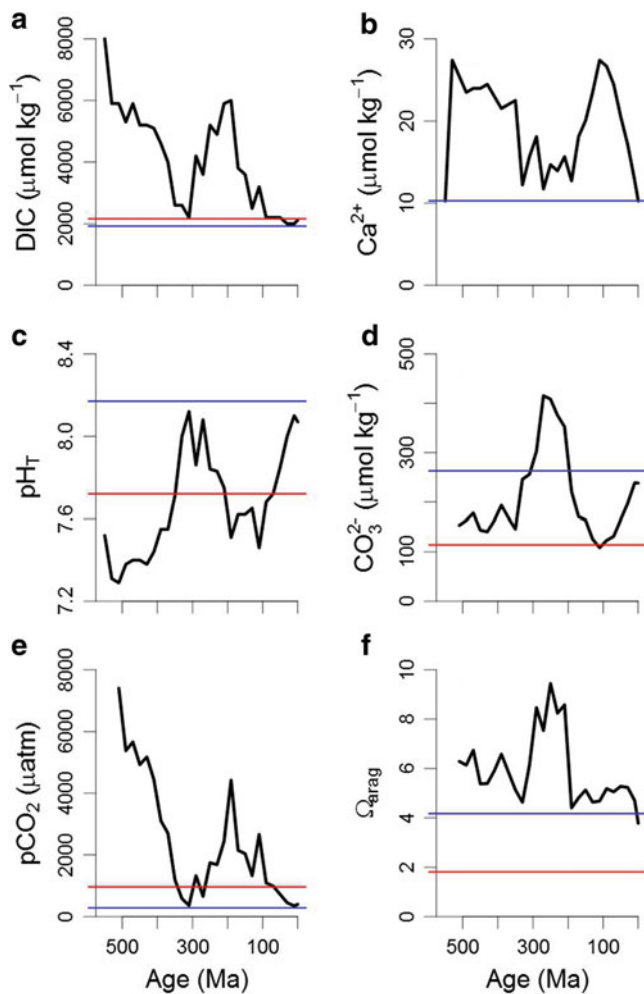 a
DIC (μmol kg⁻¹)
8000
6000
4000
2000
0
b
Ca²⁺ (μmol kg⁻¹)
30
20
10
0
c
pH_T
8.4
8.0
7.6
7.2
d
CO₃²⁻ (μmol kg⁻¹)
500
300
100
0
e
pCO₂ (μatm)
8000
6000
4000
2000
0
500 300 100
Age (Ma)
f
Ω_arag
10
8
6
4
2
0
500 300 100
Age (Ma)